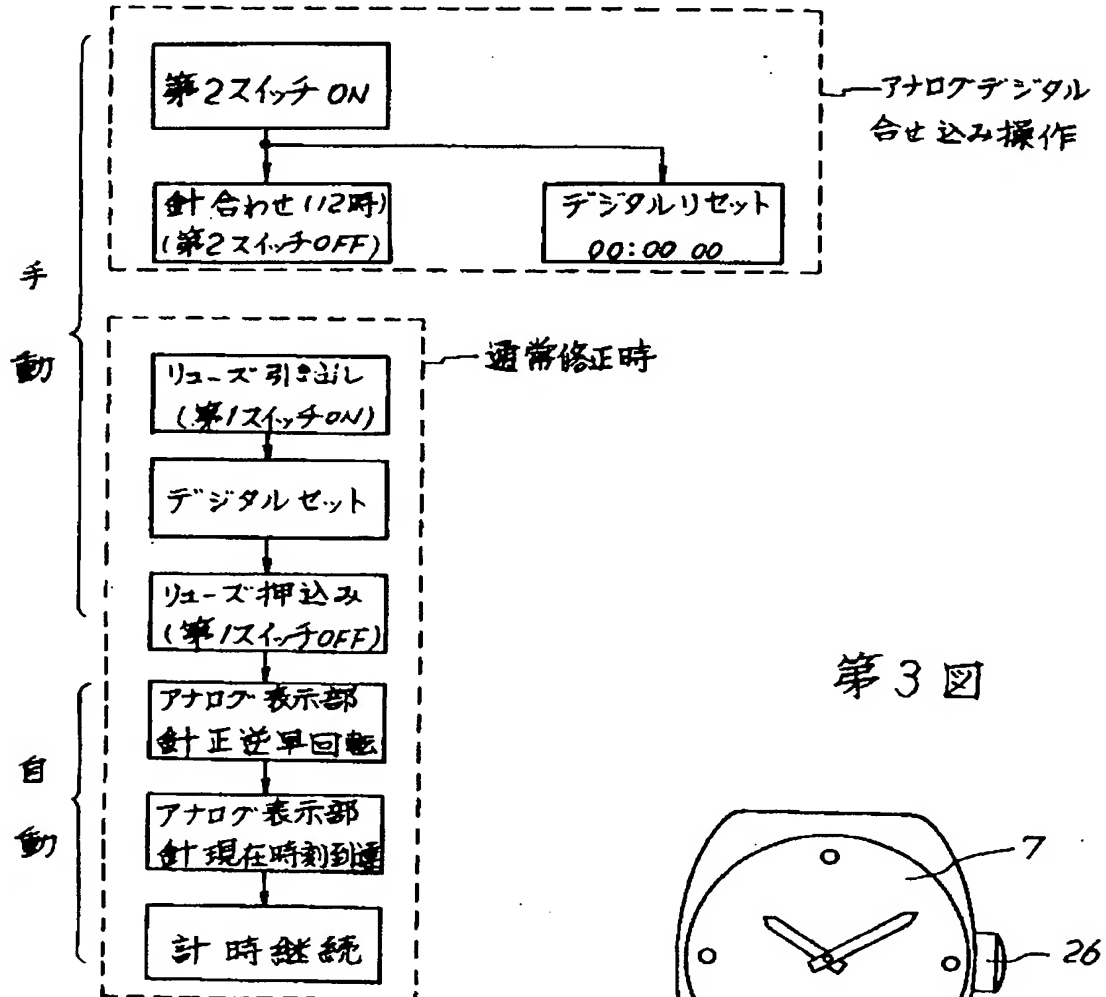 第2スイッチ ON
アナログデジタル
合せ込み操作
針合わせ(12時)
(第2スイッチOFF)
デジタルリセット
00:00 00
手
動
通常修正時
リューズ引き出し
(第1スイッチON)
デジタルセット
リューズ押込み
(第1スイッチOFF)
自
動
アナログ表示部
針正逆早回転
アナログ表示部
針現在時刻到達
計時継続
第3図
7
26